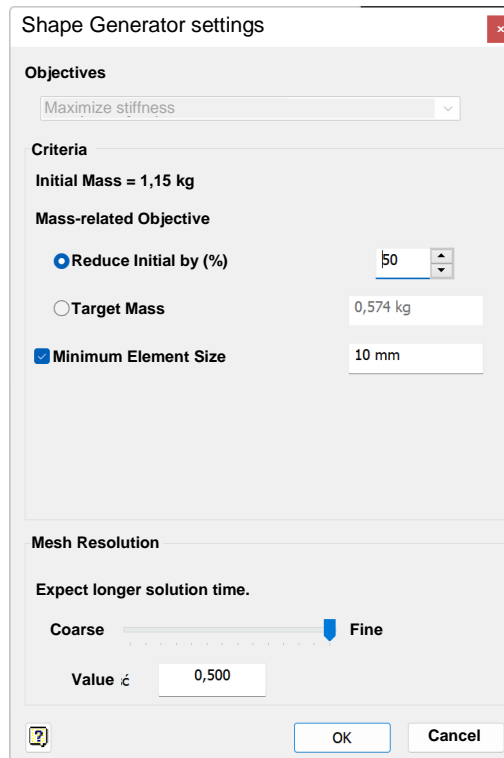 Shape Generator settings
Objectives
Maximize stiffness
Criteria
Initial Mass = 1,15 kg
Mass-related Objective
Reduce Initial by (%) 50
Target Mass 0,574 kg
Minimum Element Size 10 mm
Mesh Resolution
Expect longer solution time.
Coarse Fine
Value ść 0,500
OK Cancel